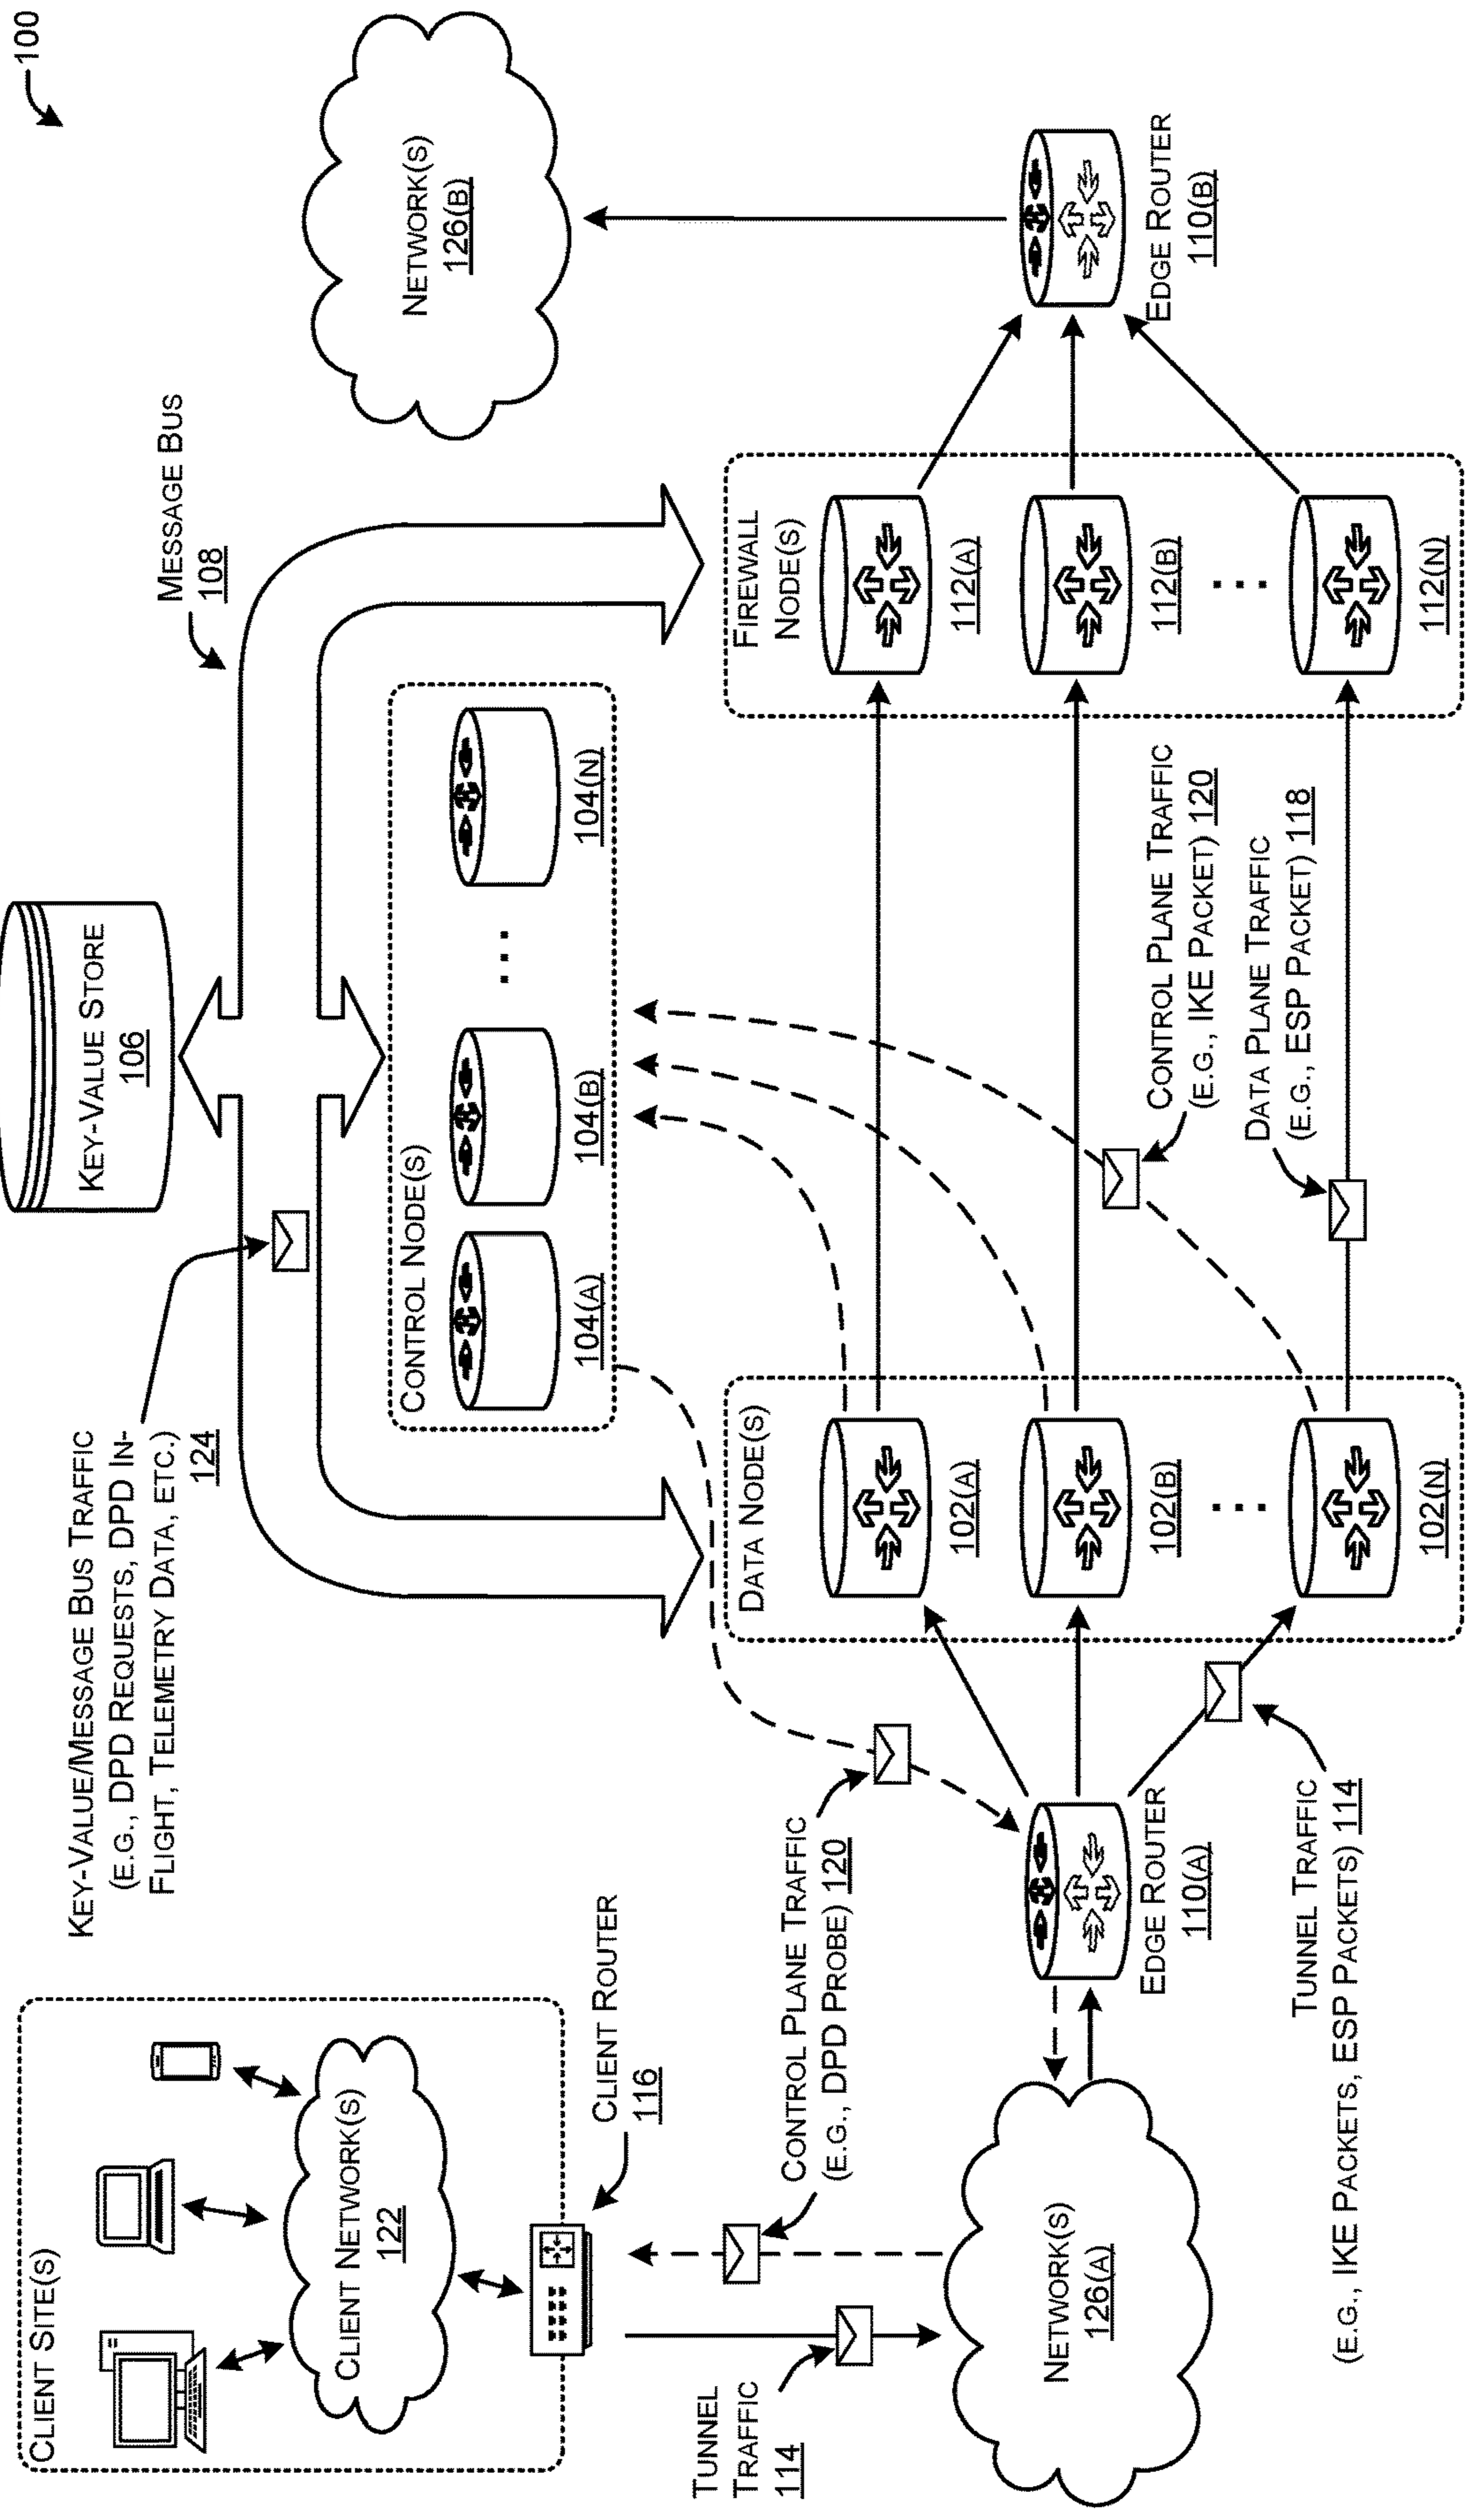 100
CLIENT SITE(S)
CLIENT NETWORK(S)
122
CLIENT ROUTER
116
TUNNEL
TRAFFIC
114
CONTROL PLANE TRAFFIC
(E.G., DPD PROBE) 120
NETWORK(S)
126(A)
EDGE ROUTER
110(A)
TUNNEL TRAFFIC
(E.G., IKE PACKETS, ESP PACKETS) 114
KEY-VALUE/MESSAGE BUS TRAFFIC
(E.G., DPD REQUESTS, DPD IN-
FLIGHT, TELEMETRY DATA, ETC.)
124
KEY-VALUE STORE
106
MESSAGE BUS
108
CONTROL NODE(S)
104(A)
104(B)
...
104(N)
DATA NODE(S)
102(A)
102(B)
...
102(N)
CONTROL PLANE TRAFFIC
(E.G., IKE PACKET) 120
DATA PLANE TRAFFIC
(E.G., ESP PACKET) 118
FIREWALL
NODE(S)
112(A)
112(B)
...
112(N)
EDGE ROUTER
110(B)
NETWORK(S)
126(B)